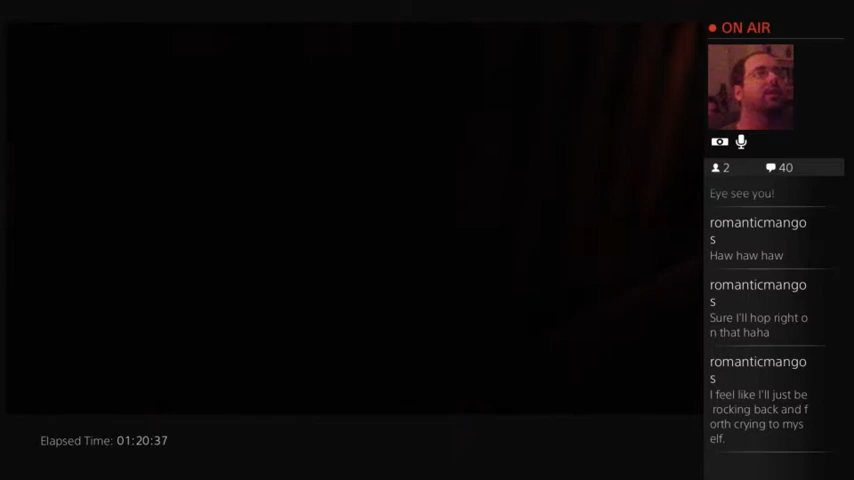 ON AIR
2 40
Eye see you!
romanticmango
s
Haw haw haw
romanticmango
s
Sure I'll hop right o
n that haha
romanticmango
s
I feel like I'll just be
rocking back and f
orth crying to mys
elf.
Elapsed Time: 01:20:37